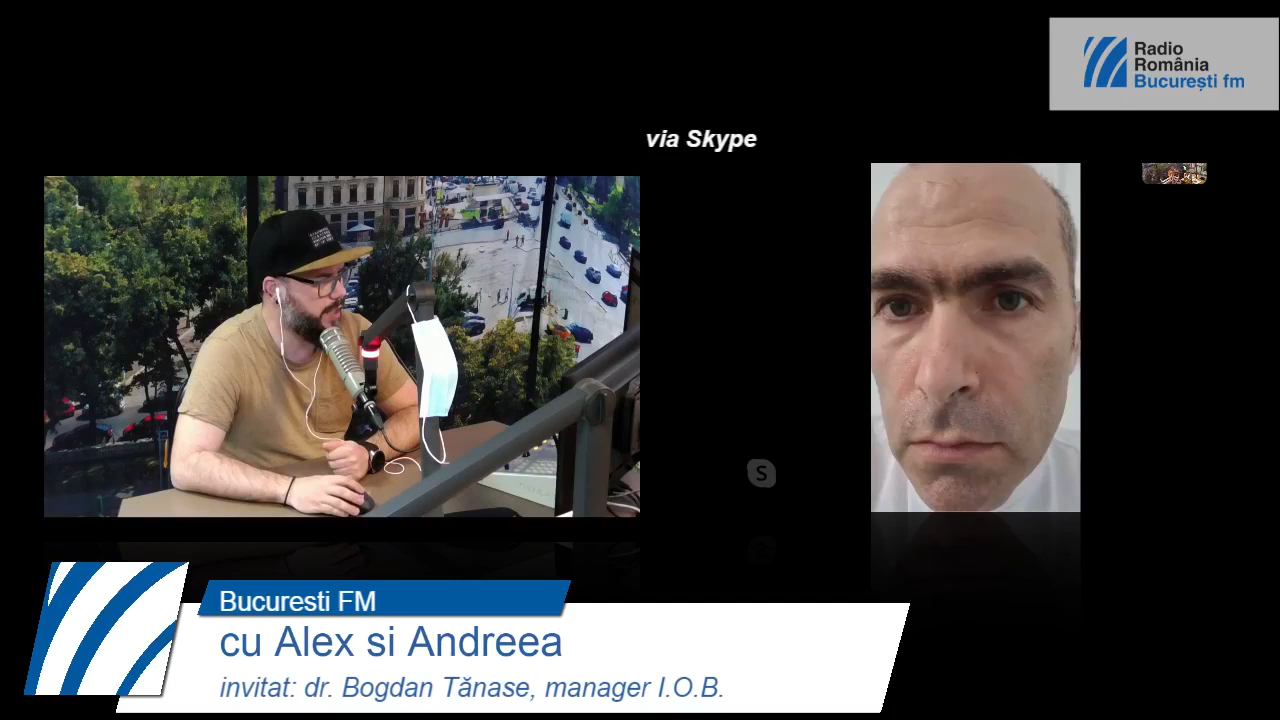 Radio
România
București fm
via Skype
S
Bucuresti FM
cu Alex si Andreea
invitat: dr. Bogdan Tănase, manager I.O.B.